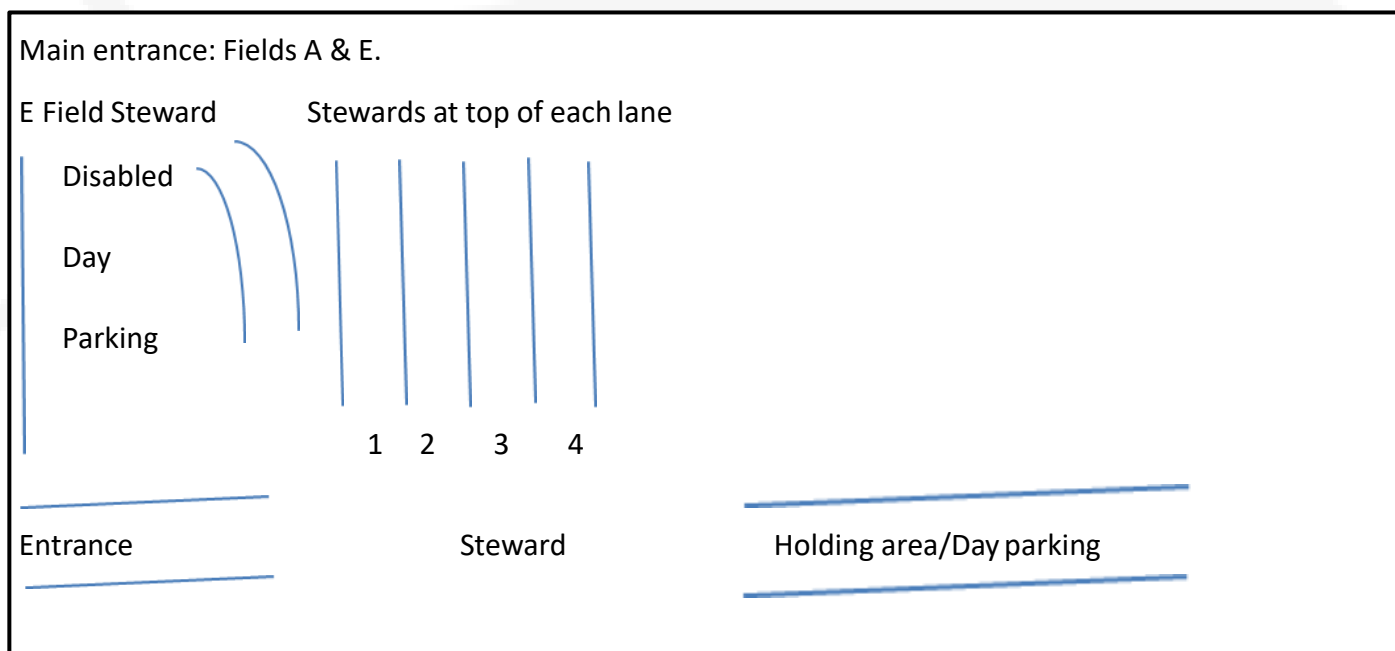 Main entrance: Fields A & E.
E Field Steward Stewards at top of each lane
Disabled
Day
Parking
1 2 3 4
Entrance Steward Holding area/Day parking